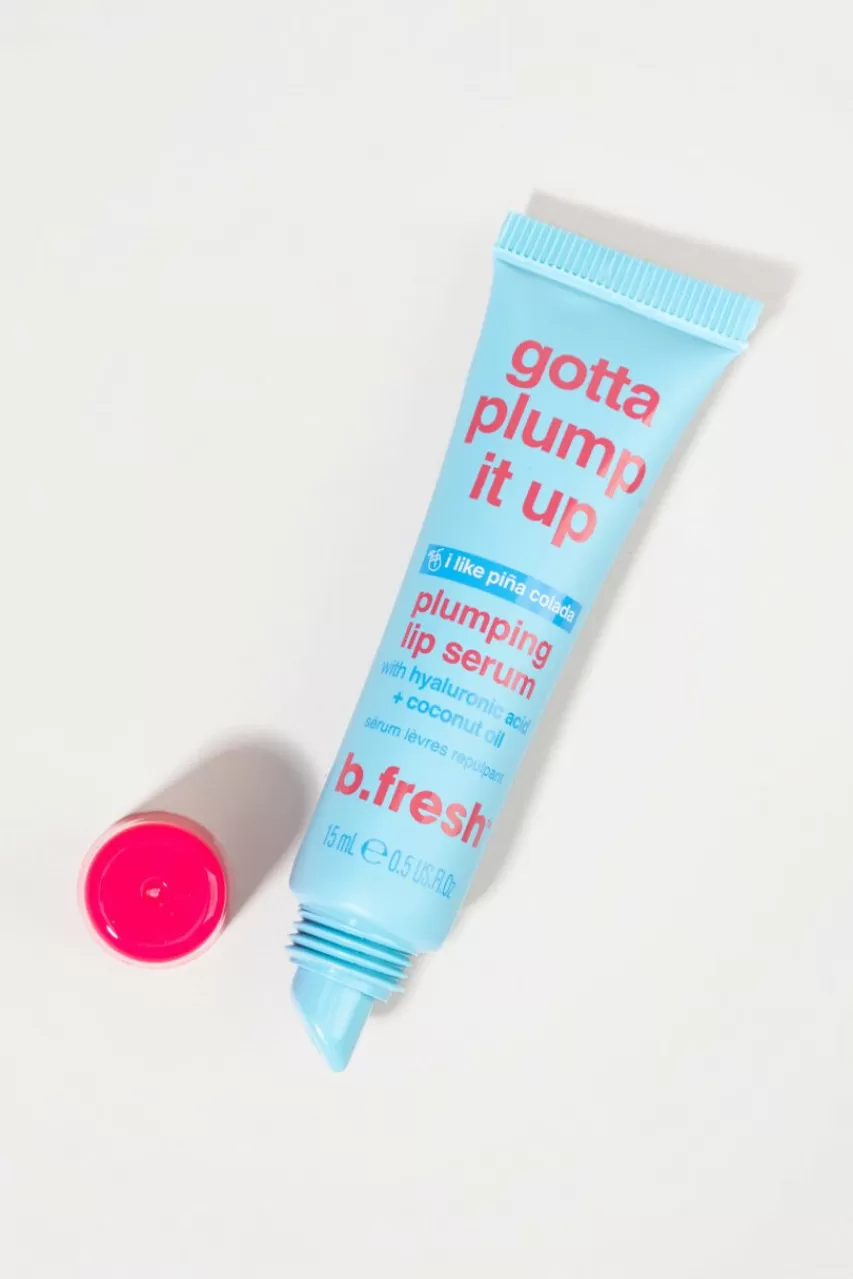 gotta
plump
it up
i like piña colada
plumping
lip serum
with hyaluronic acid
+ coconut oil
sérum lèvres repulpant
b.fresh™
15 mL ℮ 0.5 US.Fl.Oz